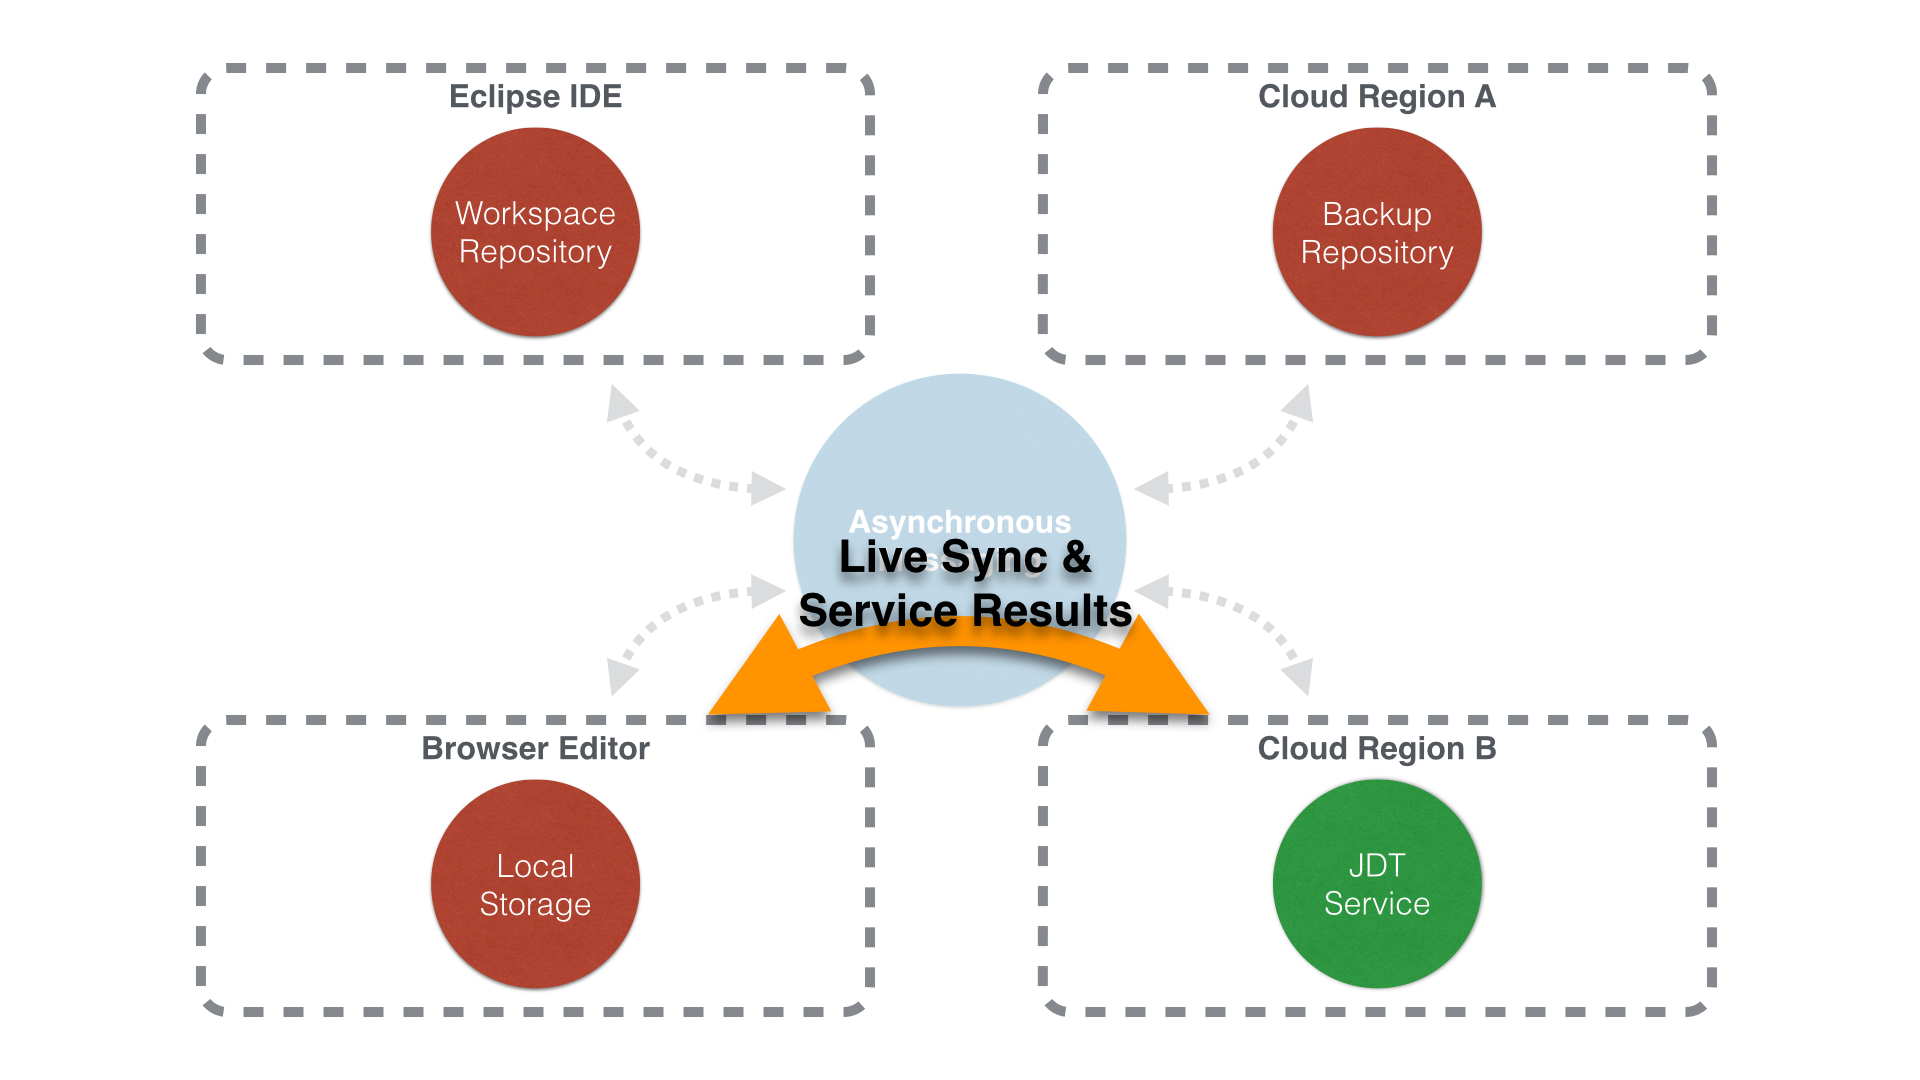 Eclipse IDE
Workspace
Repository
Cloud Region A
Backup
Repository
Asynchronous
Live Sync &
Service Results
Browser Editor
Local
Storage
Cloud Region B
JDT
Service